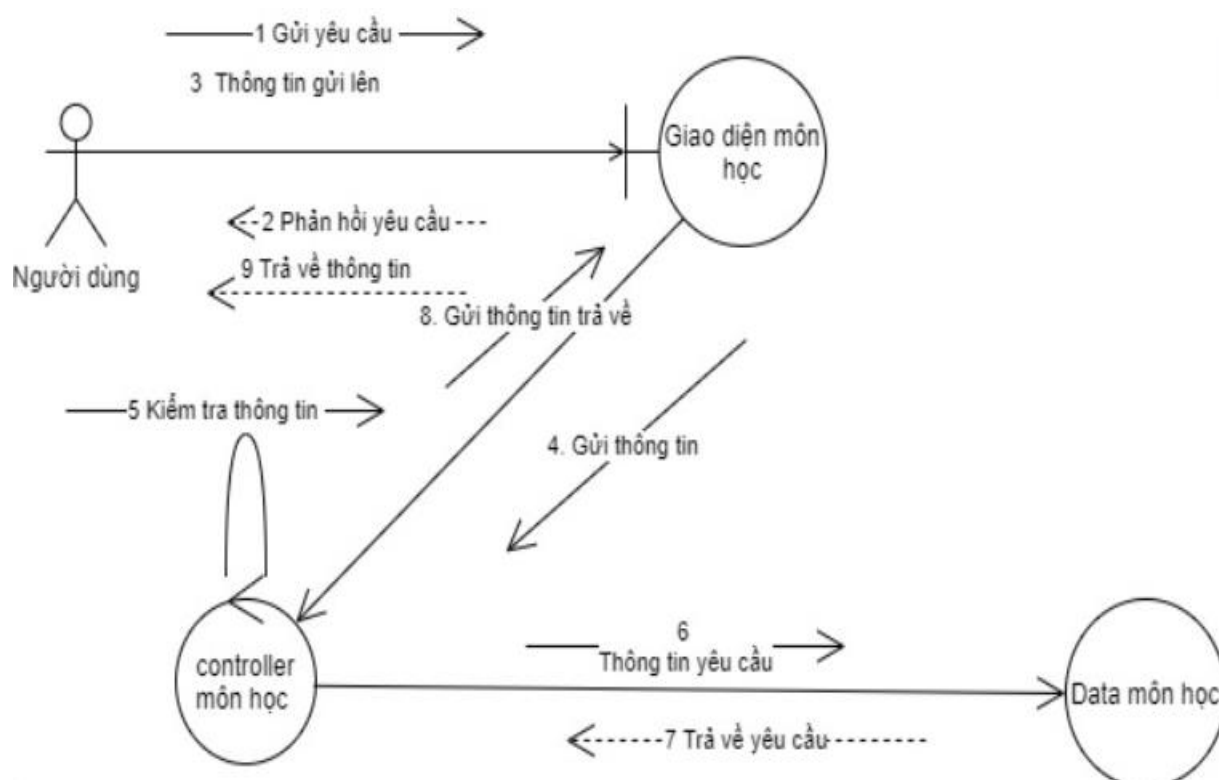 1 Gửi yêu cầu
3 Thông tin gửi lên
Giao diện môn
học
2 Phản hồi yêu cầu
9 Trả về thông tin
Người dùng
8. Gửi thông tin trả về
5 Kiểm tra thông tin
4. Gửi thông tin
6
Thông tin yêu cầu
controller
môn học
Data môn học
7 Trả về yêu cầu